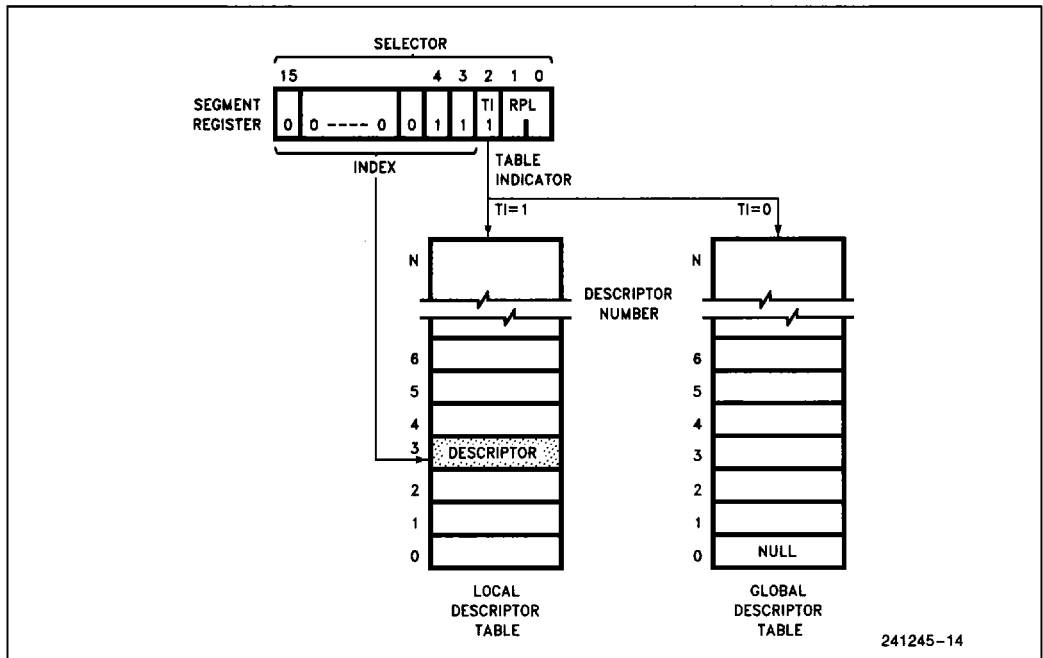 SELECTOR
15 4 3 2 1 0
SEGMENT REGISTER
TI RPL
0 0 ---- 0 0 1 1 1
INDEX
TABLE INDICATOR
TI=1 TI=0
N N
DESCRIPTOR NUMBER
6 6
5 5
4 4
3 DESCRIPTOR 3
2 2
1 1
0 0 NULL
LOCAL DESCRIPTOR TABLE
GLOBAL DESCRIPTOR TABLE
241245-14